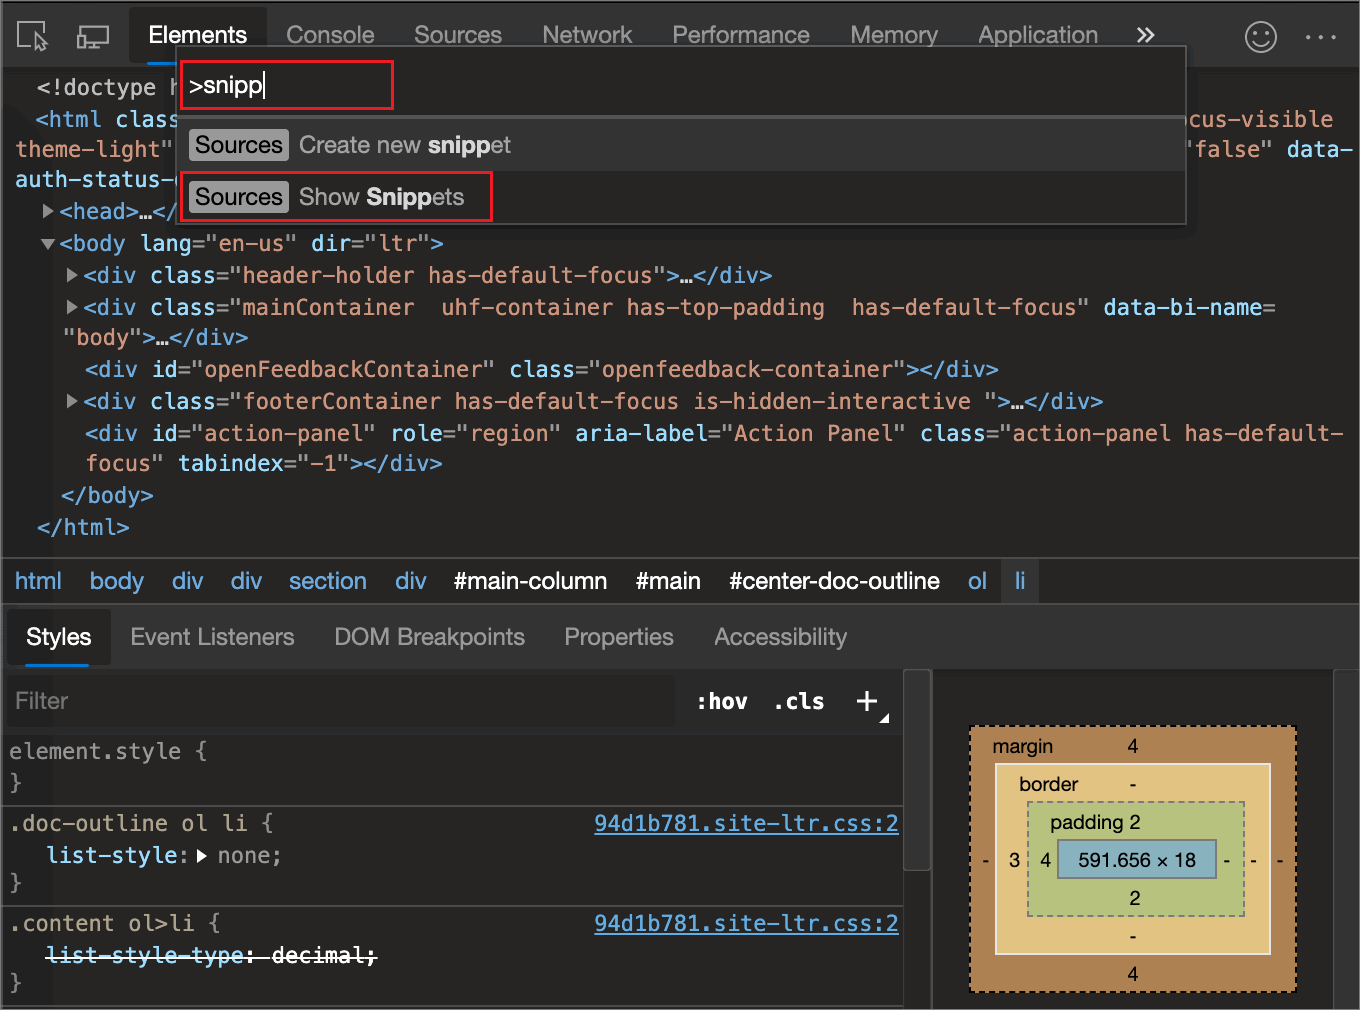 Elements Console Sources Network Performance Memory Application »
<!doctype h
>snipp
<html class
ocus-visible
theme-light"
Sources Create new snippet
"false" data-
auth-status-
Sources Show Snippets
▶<head>…</
▼<body lang="en-us" dir="ltr">
▶<div class="header-holder has-default-focus">…</div>
▶<div class="mainContainer  uhf-container has-top-padding  has-default-focus" data-bi-name=
"body">…</div>
<div id="openFeedbackContainer" class="openfeedback-container"></div>
▶<div class="footerContainer has-default-focus is-hidden-interactive ">…</div>
<div id="action-panel" role="region" aria-label="Action Panel" class="action-panel has-default-
focus" tabindex="-1"></div>
</body>
</html>
html body div div section div #main-column #main #center-doc-outline ol li
Styles Event Listeners DOM Breakpoints Properties Accessibility
Filter :hov .cls +
element.style {
}
.doc-outline ol li { 94d1b781.site-ltr.css:2
list-style: ▶ none;
}
.content ol>li { 94d1b781.site-ltr.css:2
list-style-type: decimal;
}
margin 4
border -
padding 2
- 3 4 591.656 × 18 - - -
2
-
4